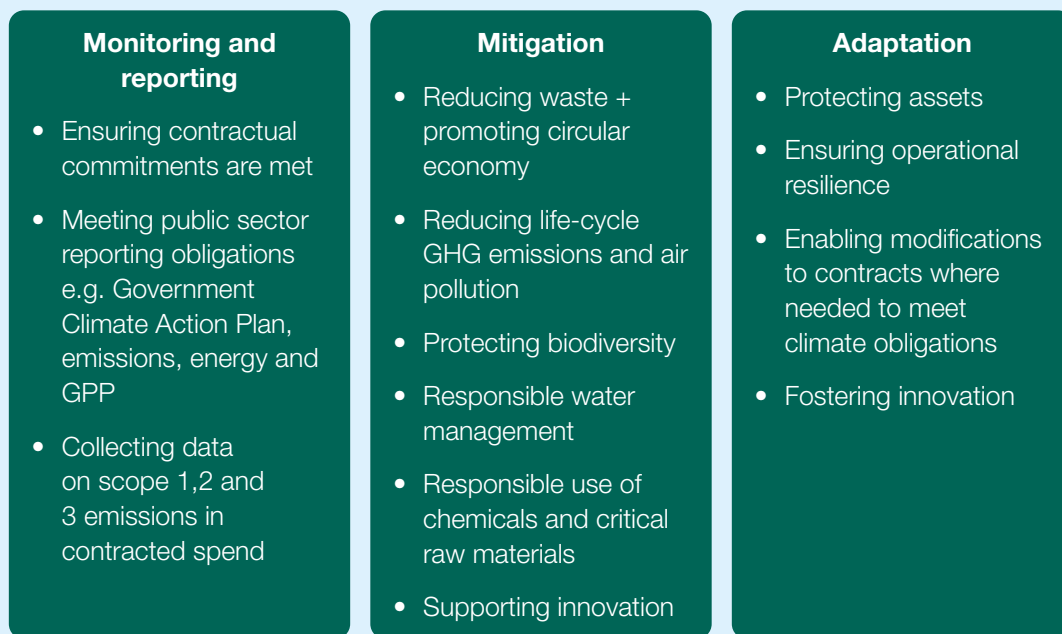 Monitoring and
reporting
• Ensuring contractual
commitments are met
• Meeting public sector
reporting obligations
e.g. Government
Climate Action Plan,
emissions, energy and
GPP
• Collecting data
on scope 1,2 and
3 emissions in
contracted spend
Mitigation
• Reducing waste +
promoting circular
economy
• Reducing life-cycle
GHG emissions and air
pollution
• Protecting biodiversity
• Responsible water
management
• Responsible use of
chemicals and critical
raw materials
• Supporting innovation
Adaptation
• Protecting assets
• Ensuring operational
resilience
• Enabling modifications
to contracts where
needed to meet
climate obligations
• Fostering innovation